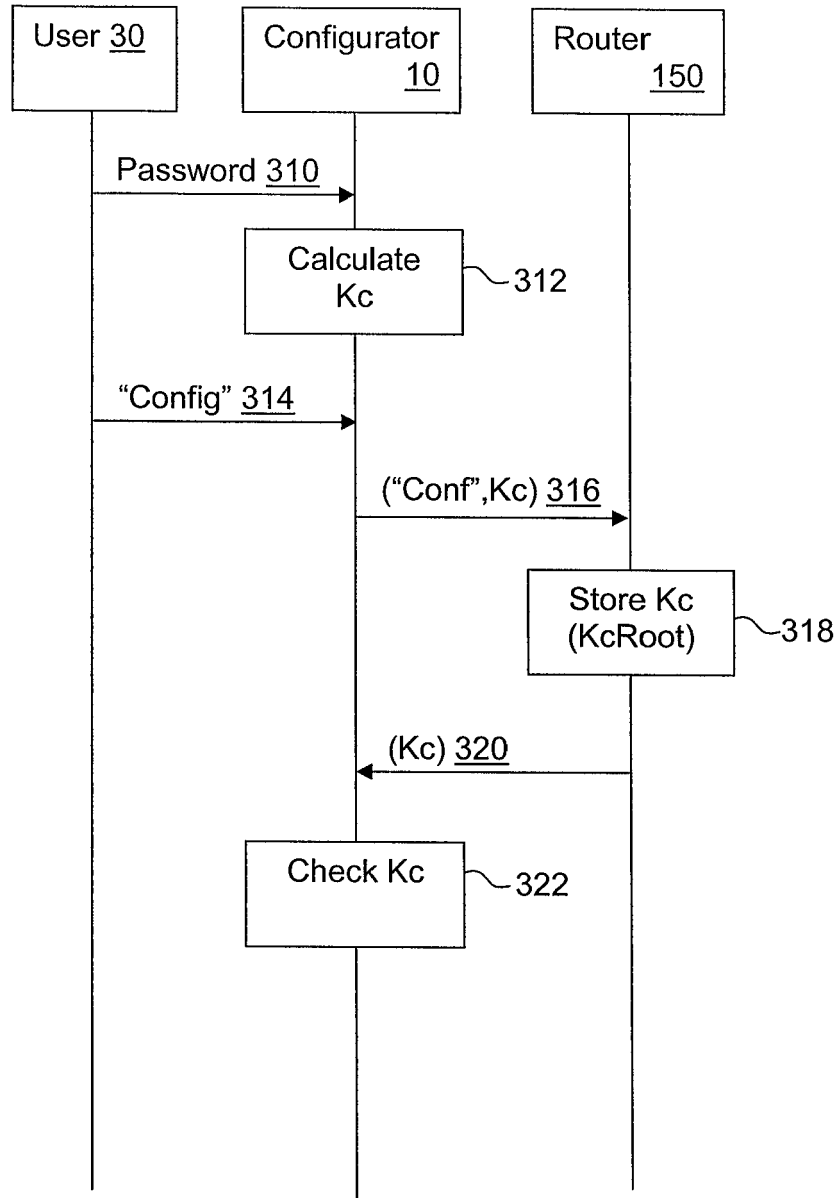 User 30
Configurator
10
Router
150
Password 310
Calculate
Kc
312
“Config” 314
(“Conf”,Kc) 316
Store Kc
(KcRoot)
318
(Kc) 320
Check Kc
322